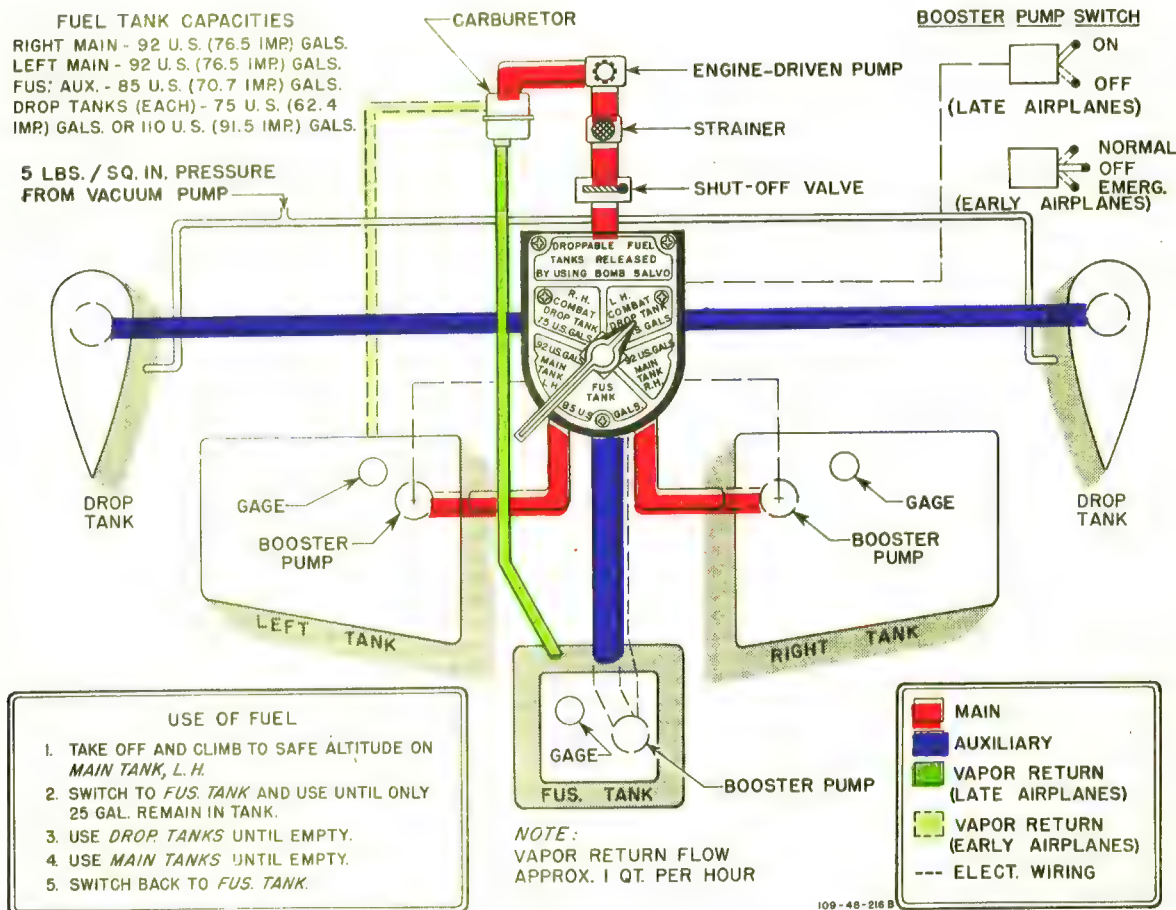 FUEL TANK CAPACITIES
RIGHT MAIN - 92 U.S. (76.5 IMP.) GALS.
LEFT MAIN - 92 U.S. (76.5 IMP.) GALS.
FUS. AUX. - 85 U.S. (70.7 IMP.) GALS.
DROP TANKS (EACH) - 75 U.S. (62.4
IMP.) GALS. OR 110 U.S. (91.5 IMP.) GALS.
5 LBS. / SQ. IN. PRESSURE
FROM VACUUM PUMP
CARBURETOR
ENGINE-DRIVEN PUMP
STRAINER
SHUT-OFF VALVE
BOOSTER PUMP SWITCH
ON
OFF
(LATE AIRPLANES)
NORMAL
OFF
EMERG.
(EARLY AIRPLANES)
DROPPABLE FUEL
TANKS RELEASED
BY USING BOMB SALVO
R. H.
COMBAT
DROP TANK
75 U.S. GALS
L. H.
COMBAT
DROP TANK
GALS
92 US. GALS
MAIN
TANK
L. H.
92 US. GALS
MAIN
TANK
R. H.
FUS
TANK
85 U.S. GALS.
DROP
TANK
GAGE
BOOSTER
PUMP
LEFT TANK
GAGE
BOOSTER
PUMP
RIGHT TANK
DROP
TANK
GAGE
BOOSTER PUMP
FUS. TANK
USE OF FUEL
1. TAKE OFF AND CLIMB TO SAFE ALTITUDE ON
MAIN TANK, L.H.
2. SWITCH TO FUS. TANK AND USE UNTIL ONLY
25 GAL. REMAIN IN TANK.
3. USE DROP. TANKS UNTIL EMPTY.
4. USE MAIN TANKS UNTIL EMPTY.
5. SWITCH BACK TO FUS. TANK.
NOTE:
VAPOR RETURN FLOW
APPROX. 1 QT. PER HOUR
MAIN
AUXILIARY
VAPOR RETURN
(LATE AIRPLANES)
VAPOR RETURN
(EARLY AIRPLANES)
ELECT. WIRING
109-48-216 B